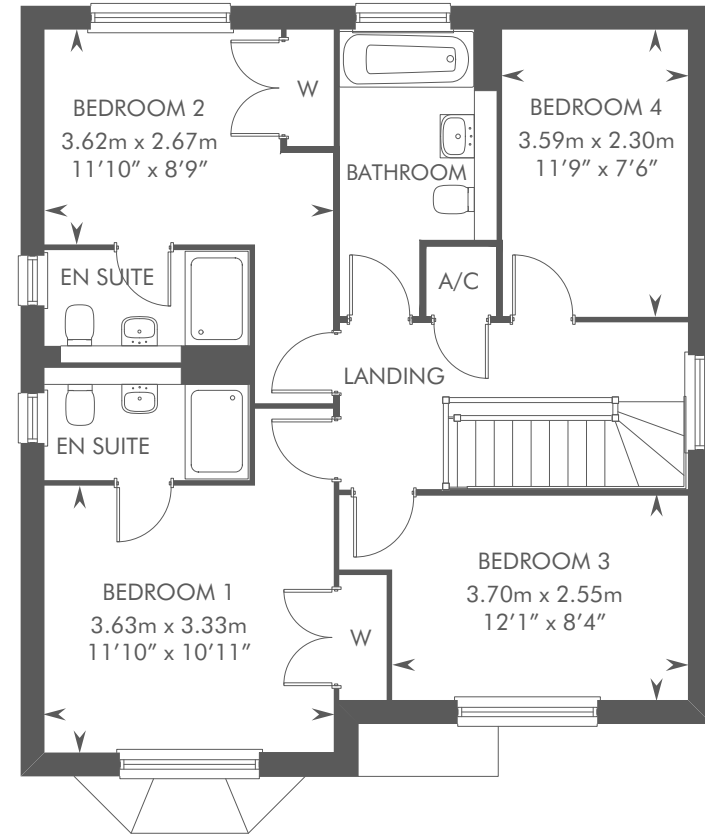 BEDROOM 2
3.62m x 2.67m
11’10” x 8’9”
W
BATHROOM
BEDROOM 4
3.59m x 2.30m
11’9” x 7’6”
EN SUITE
A/C
LANDING
EN SUITE
BEDROOM 1
3.63m x 3.33m
11’10” x 10’11”
W
BEDROOM 3
3.70m x 2.55m
12’1” x 8’4”